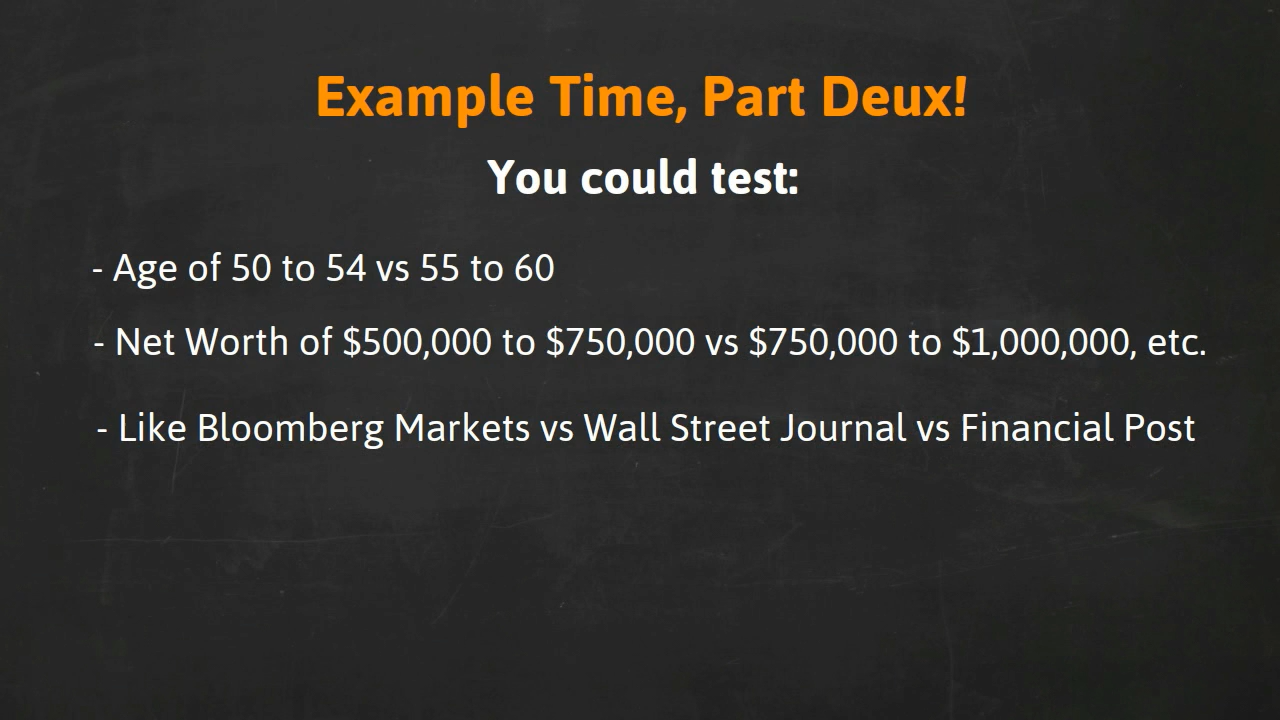 Example Time, Part Deux!
You could test:
- Age of 50 to 54 vs 55 to 60
- Net Worth of $500,000 to $750,000 vs $750,000 to $1,000,000, etc.
- Like Bloomberg Markets vs Wall Street Journal vs Financial Post